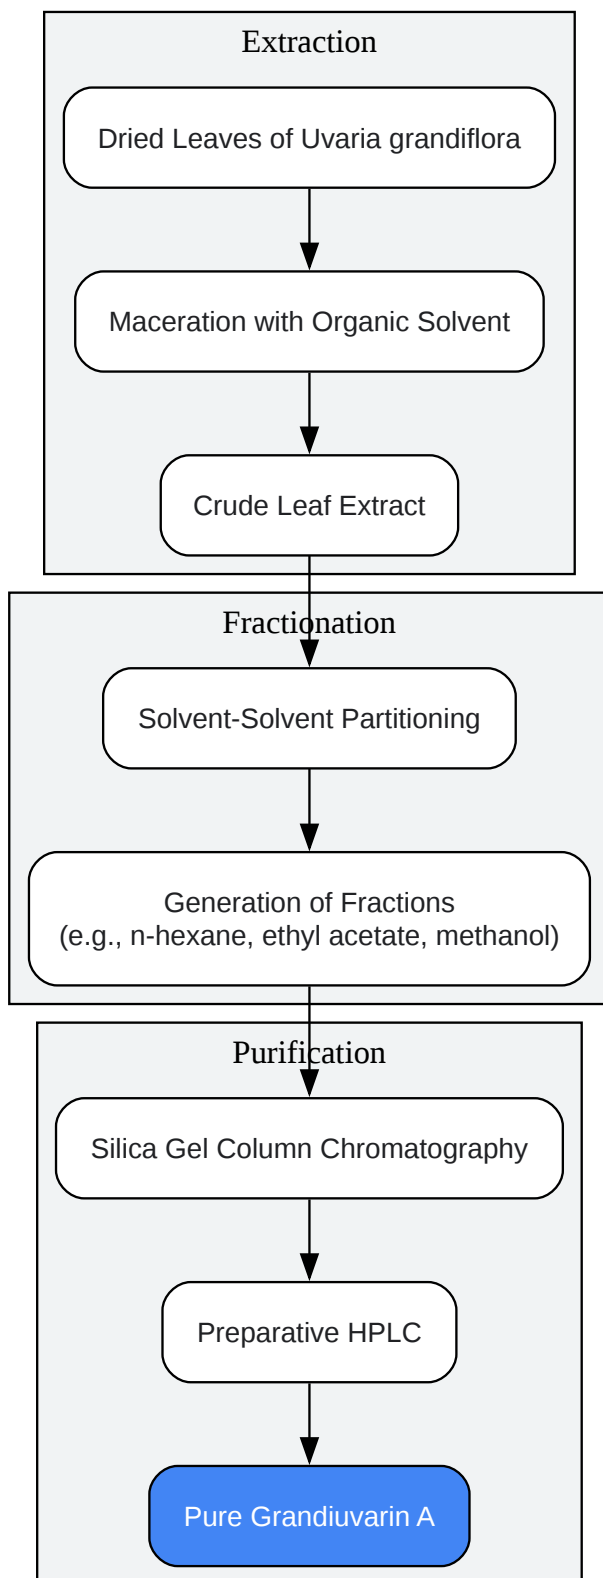 Extraction
Dried Leaves of Uvaria grandiflora
Maceration with Organic Solvent
Crude Leaf Extract
Fractionation
Solvent-Solvent Partitioning
Generation of Fractions
(e.g., n-hexane, ethyl acetate, methanol)
Purification
Silica Gel Column Chromatography
Preparative HPLC
Pure Grandiuvarin A